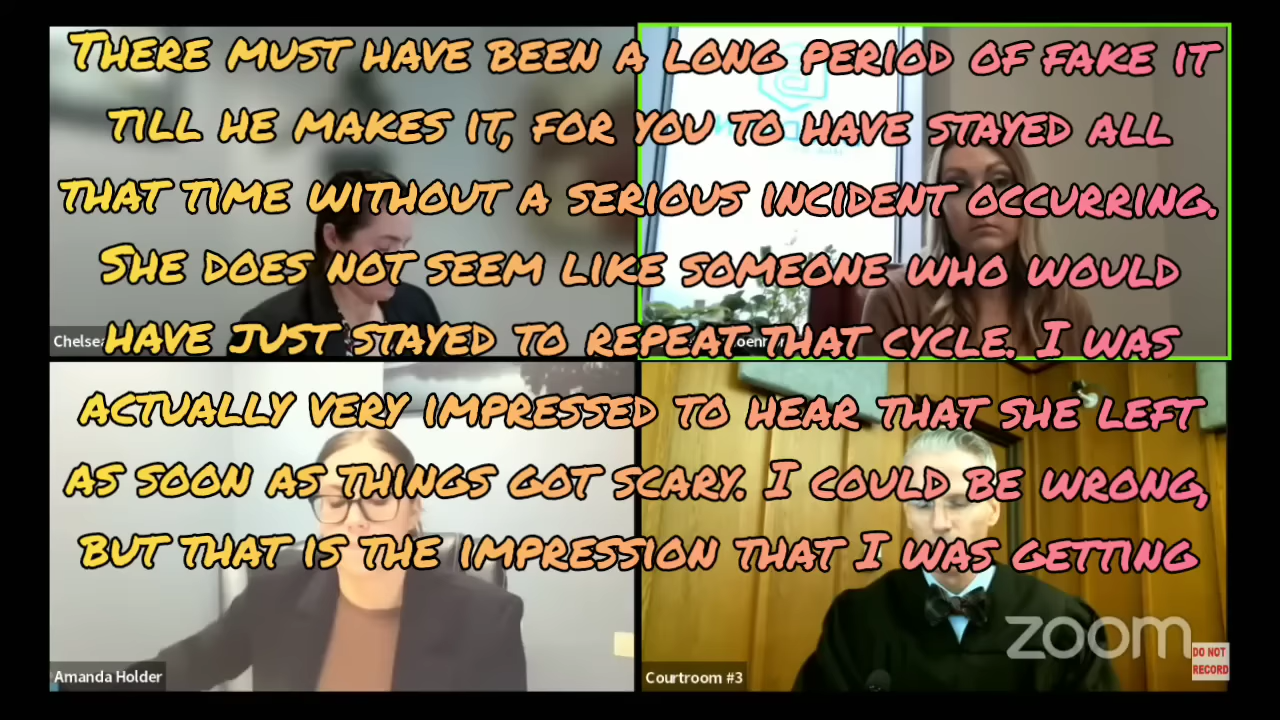 There must have been a long period of fake it
till he makes it, for you to have stayed all
that time without a serious incident occurring.
She does not seem like someone who would
have just stayed to repeat that cycle. I was
actually very impressed to hear that she left
as soon as things got scary. I could be wrong,
but that is the impression that I was getting
Chelsea
Amanda Holder
Courtroom #3
zoom
DO NOT
RECORD